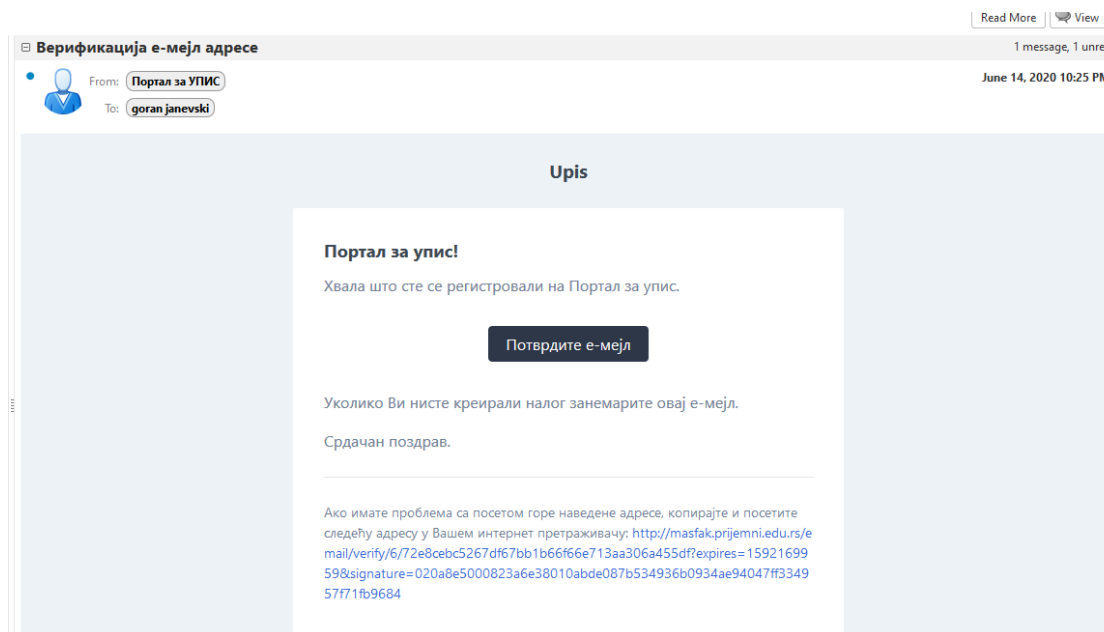 Read More View
Верификација е-мејл адресе 1 message, 1 unre
From: Портал за УПИС June 14, 2020 10:25 PM
To: goran janevski
Upis
Портал за упис!
Хвала што сте се регистровали на Портал за упис.
Потврдите е-мејл
Уколико Ви нисте креирали налог занемарите овај е-мејл.
Срдачан поздрав.
Ако имате проблема са посетом горе наведене адресе, копирајте и посетите
следећу адресу у Вашем интернет претраживачу: http://masfak.prijemni.edu.rs/e
mail/verify/6/72e8cebc5267df67bb1b66f66e713aa306a455df?expires=15921699
59&signature=020a8e5000823a6e38010abde087b534936b0934ae94047ff3349
57f71fb9684